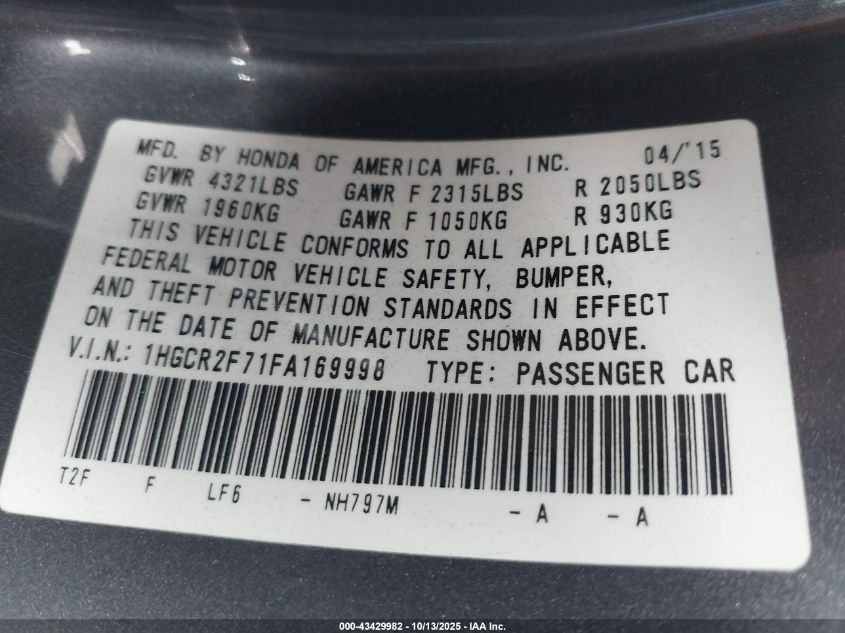 MFD. BY HONDA OF AMERICA MFG., INC. 04/'15
GVWR 4321LBS GAWR F 2315LBS R 2050LBS
GVWR 1960KG GAWR F 1050KG R 930KG
THIS VEHICLE CONFORMS TO ALL APPLICABLE
FEDERAL MOTOR VEHICLE SAFETY, BUMPER,
AND THEFT PREVENTION STANDARDS IN EFFECT
ON THE DATE OF MANUFACTURE SHOWN ABOVE.
V.I.N.: 1HGCR2F71FA169998 TYPE: PASSENGER CAR
T2F F LF6 - NH797M - A - A
000-43429982 - 10/13/2025 - IAA Inc.